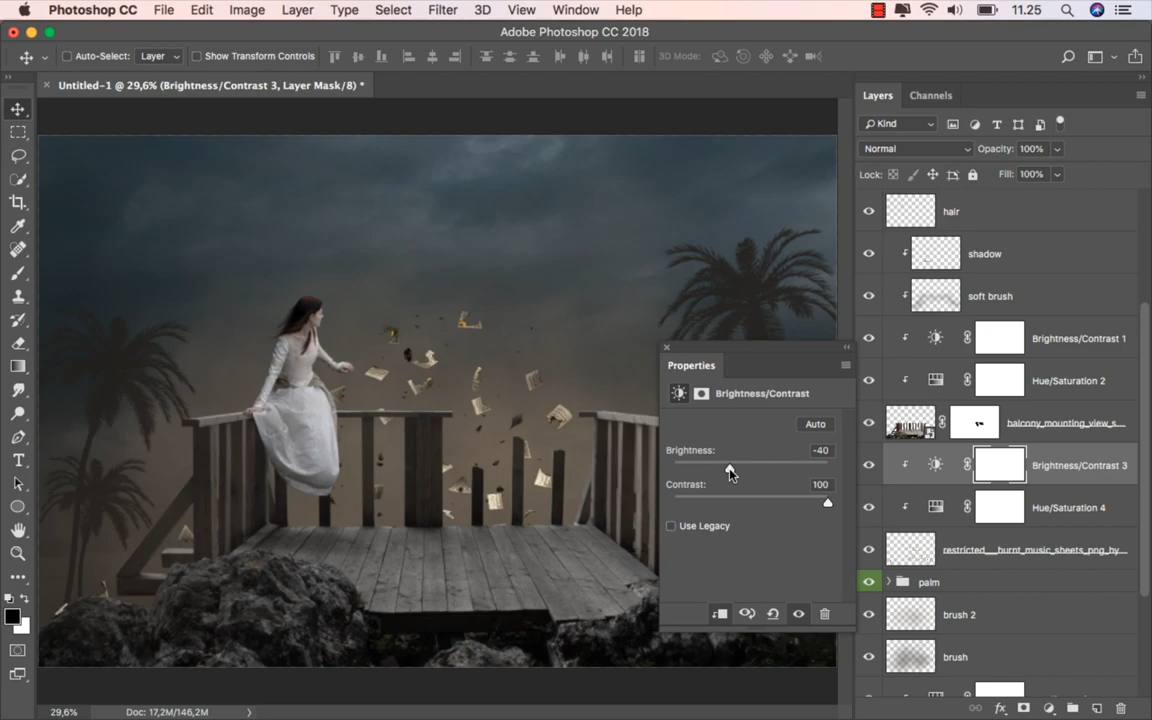 Photoshop CC File Edit Image Layer Type Select Filter 3D View Window Help 11.25
Adobe Photoshop CC 2018
Auto-Select: Layer Show Transform Controls 3D Mode:
Untitled-1 @ 29,6% (Brightness/Contrast 3, Layer Mask/8) *
Layers Channels
Kind
Normal Opacity: 100%
Lock: Fill: 100%
hair
shadow
soft brush
Brightness/Contrast 1
Hue/Saturation 2
balcony_mounting_view_s...
Brightness/Contrast 3
Hue/Saturation 4
restricted__burnt_music_sheets_png_by...
palm
brush 2
brush
Properties
Brightness/Contrast
Auto
Brightness: -40
Contrast: 100
Use Legacy
29,6% Doc: 17,2M/146,2M